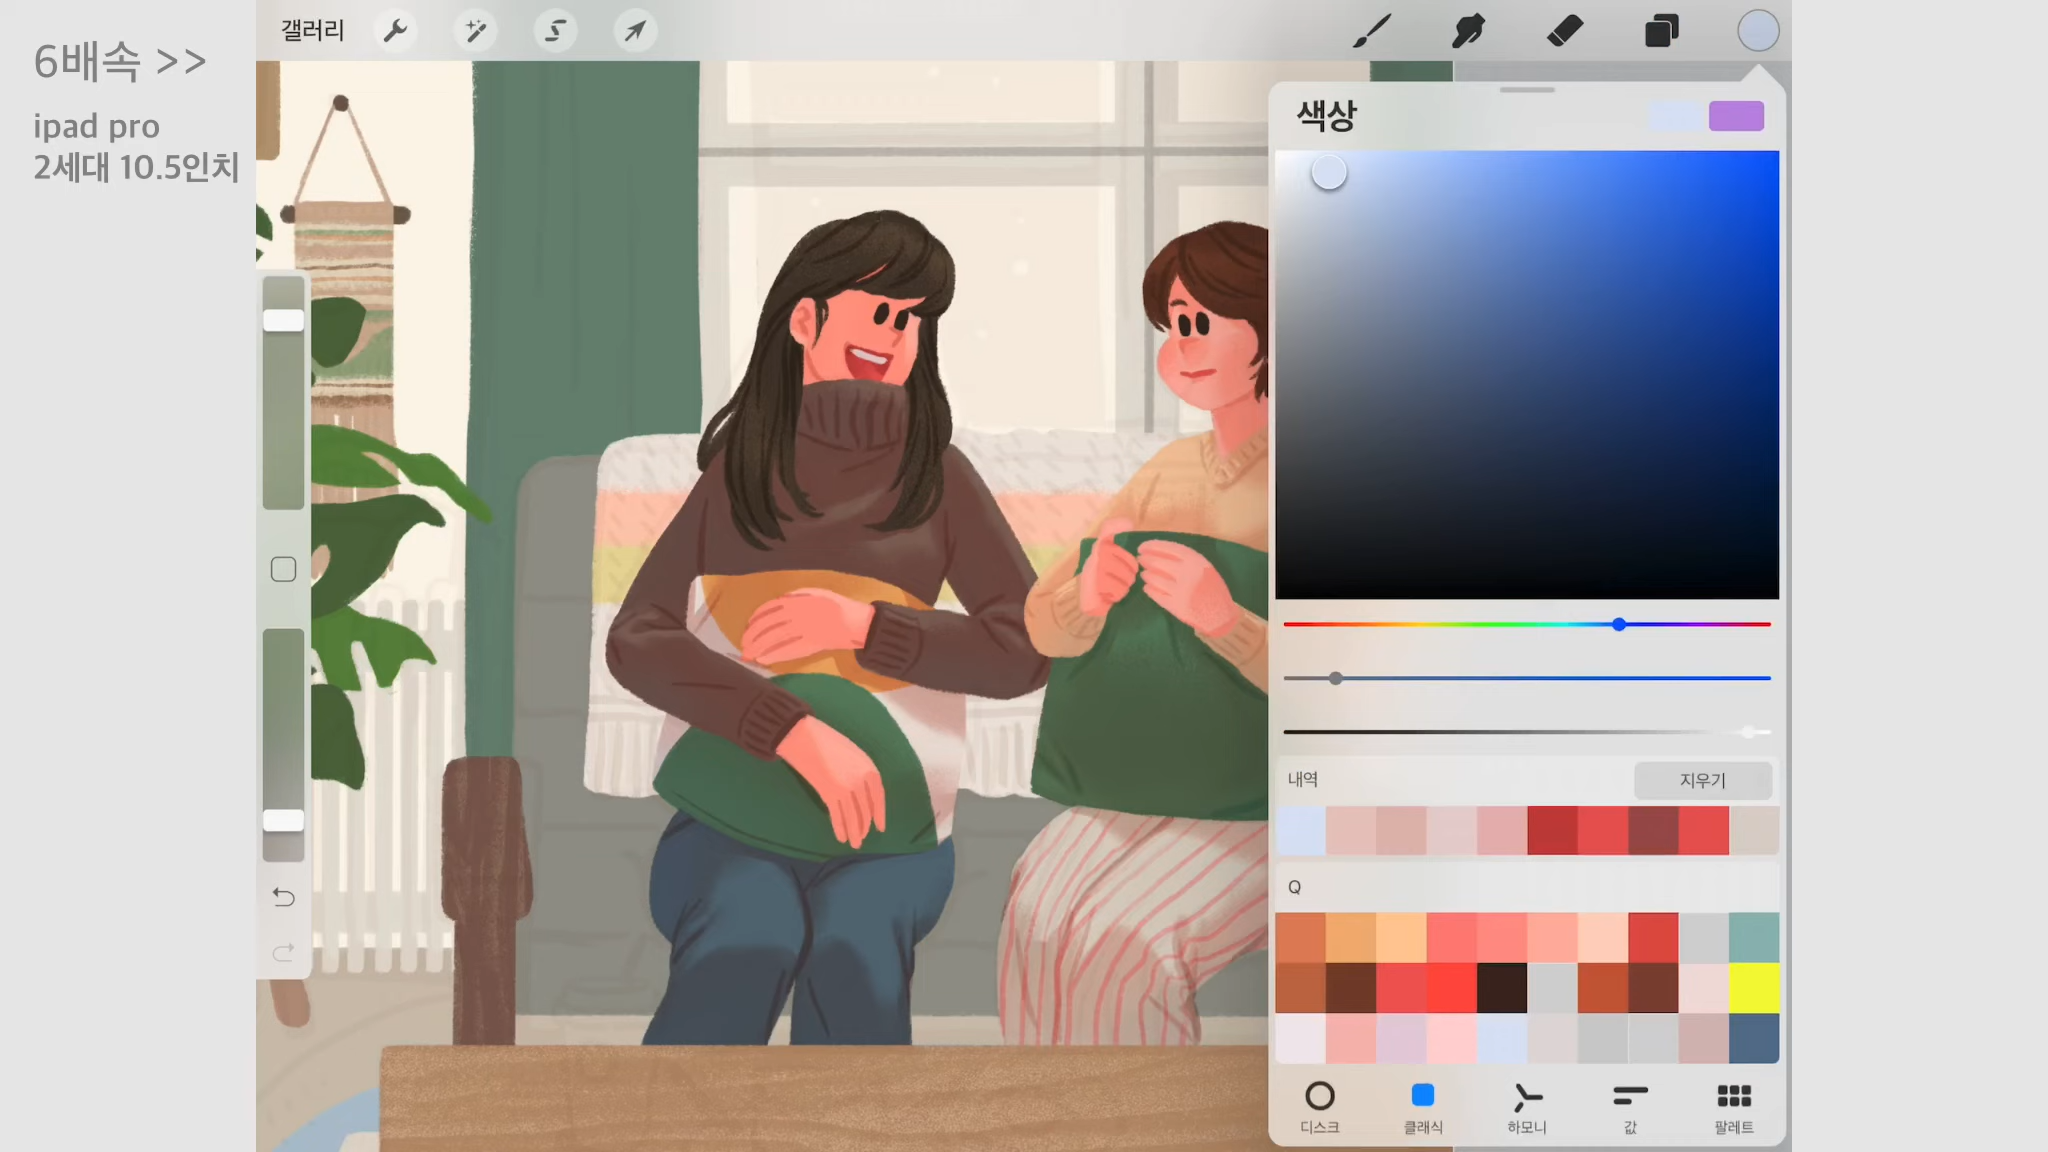 6배속 >>
ipad pro
2세대 10.5인치
갤러리
색상
내역
지우기
Q
디스크
클래식
하모니
값
팔레트